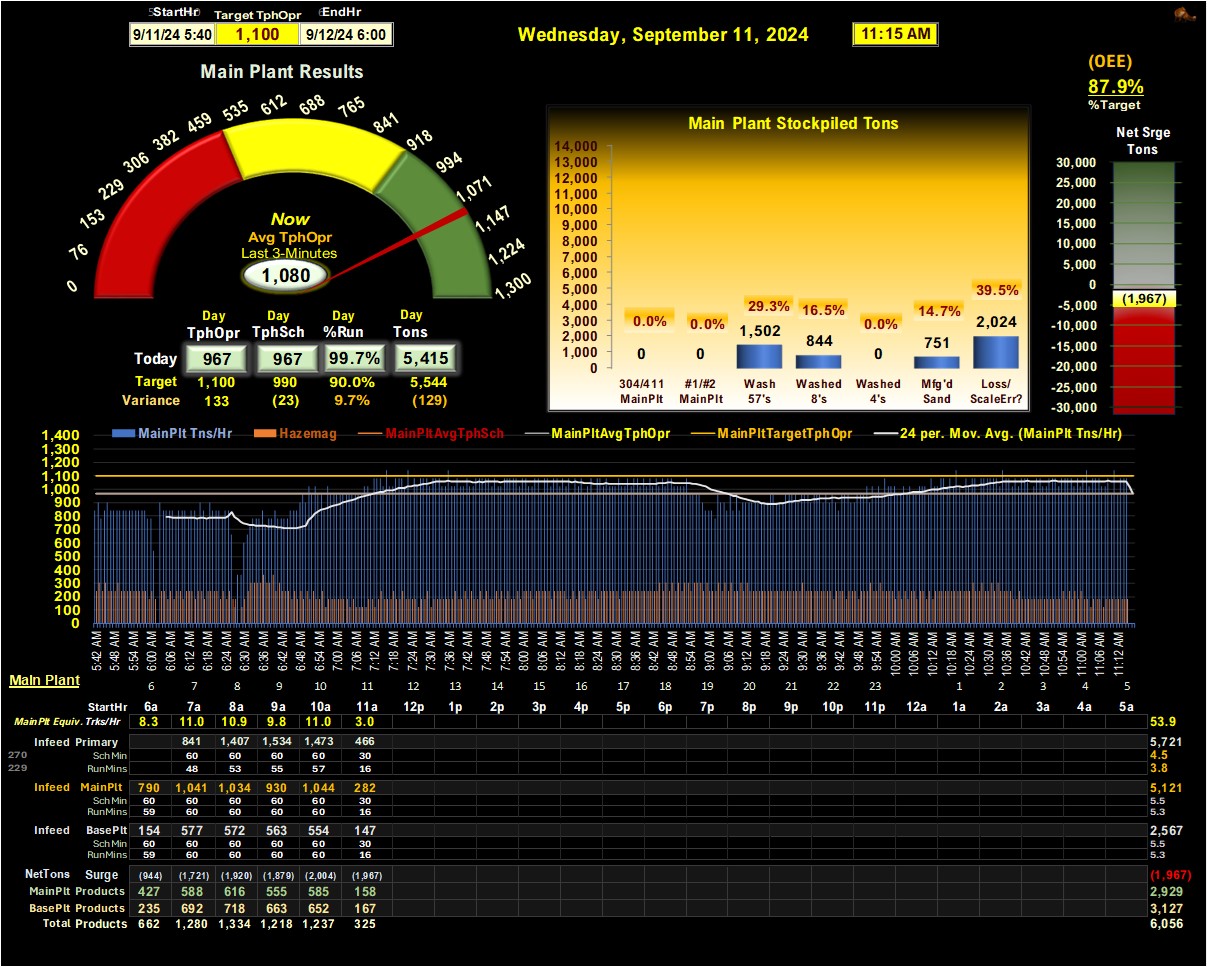 StartHr Target TphOpr EndHr
9/11/24 5:40 1,100 9/12/24 6:00
Wednesday, September 11, 2024
11:15 AM
(OEE)
87.9%
%Target
Main Plant Results
0 76 153 229 306 382 459 535 612 688 765 841 918 994 1,071 1,147 1,224 1,300
Now
Avg TphOpr
Last 3-Minutes
1,080
Day Day Day Day
TphOpr TphSch %Run Tons
Today 967 967 99.7% 5,415
Target 1,100 990 90.0% 5,544
Variance 133 (23) 9.7% (129)
Main Plant Stockpiled Tons
14,000
13,000
12,000
11,000
10,000
9,000
8,000
7,000
6,000
5,000
4,000
3,000
2,000
1,000
0
0.0% 0.0% 29.3% 16.5% 0.0% 14.7% 39.5%
0 0 1,502 844 0 751 2,024
304/411 #1/#2 Wash Washed Washed Mfg'd Loss/
MainPlt MainPlt 57's 8's 4's Sand ScaleErr?
Net Srge
Tons
30,000
25,000
20,000
15,000
10,000
5,000
0
-5,000
-10,000
-15,000
-20,000
-25,000
-30,000
(1,967)
MainPlt Tns/Hr Hazemag MainPltAvgTphSch MainPltAvgTphOpr MainPltTargetTphOpr 24 per. Mov. Avg. (MainPlt Tns/Hr)
1,400
1,300
1,200
1,100
1,000
900
800
700
600
500
400
300
200
100
0
5:42 AM 5:48 AM 5:54 AM 6:00 AM 6:06 AM 6:12 AM 6:18 AM 6:24 AM 6:30 AM 6:36 AM 6:42 AM 6:48 AM 6:54 AM 7:00 AM 7:06 AM 7:12 AM 7:18 AM 7:24 AM 7:30 AM 7:36 AM 7:42 AM 7:48 AM 7:54 AM 8:00 AM 8:06 AM 8:12 AM 8:18 AM 8:24 AM 8:30 AM 8:36 AM 8:42 AM 8:48 AM 8:54 AM 9:00 AM 9:06 AM 9:12 AM 9:18 AM 9:24 AM 9:30 AM 9:36 AM 9:42 AM 9:48 AM 9:54 AM 10:00 AM 10:06 AM 10:12 AM 10:18 AM 10:24 AM 10:30 AM 10:36 AM 10:42 AM 10:48 AM 10:54 AM 11:00 AM 11:06 AM 11:12 AM
Main Plant
6 7 8 9 10 11 12 13 14 15 16 17 18 19 20 21 22 23 1 2 3 4 5
StartHr 6a 7a 8a 9a 10a 11a 12p 1p 2p 3p 4p 5p 6p 7p 8p 9p 10p 11p 12a 1a 2a 3a 4a 5a
MainPlt Equiv. Trks/Hr 8.3 11.0 10.9 9.8 11.0 3.0 53.9
Infeed Primary 841 1,407 1,534 1,473 466 5,721
270 Sch Min 60 60 60 60 30 4.5
229 RunMins 48 53 55 57 16 3.8
Infeed MainPlt 790 1,041 1,034 930 1,044 282 5,121
Sch Min 60 60 60 60 60 30 5.5
RunMins 59 60 60 60 60 16 5.3
Infeed BasePlt 154 577 572 563 554 147 2,567
Sch Min 60 60 60 60 60 30 5.5
RunMins 59 60 60 60 60 16 5.3
NetTons Surge (944) (1,721) (1,920) (1,879) (2,004) (1,967) (1,967)
MainPlt Products 427 588 616 555 585 158 2,929
BasePlt Products 235 692 718 663 652 167 3,127
Total Products 662 1,280 1,334 1,218 1,237 325 6,056